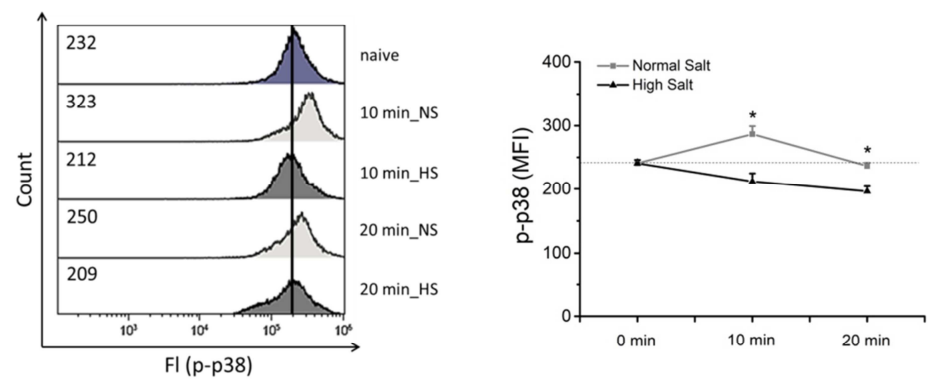 232
naive
323
10 min_NS
212
10 min_HS
250
20 min_NS
209
20 min_HS
Count
10³ 10⁴ 10⁵ 10⁶
Fl (p-p38)
Normal Salt
High Salt
400
300
200
100
0
*
*
p-p38 (MFI)
0 min 10 min 20 min